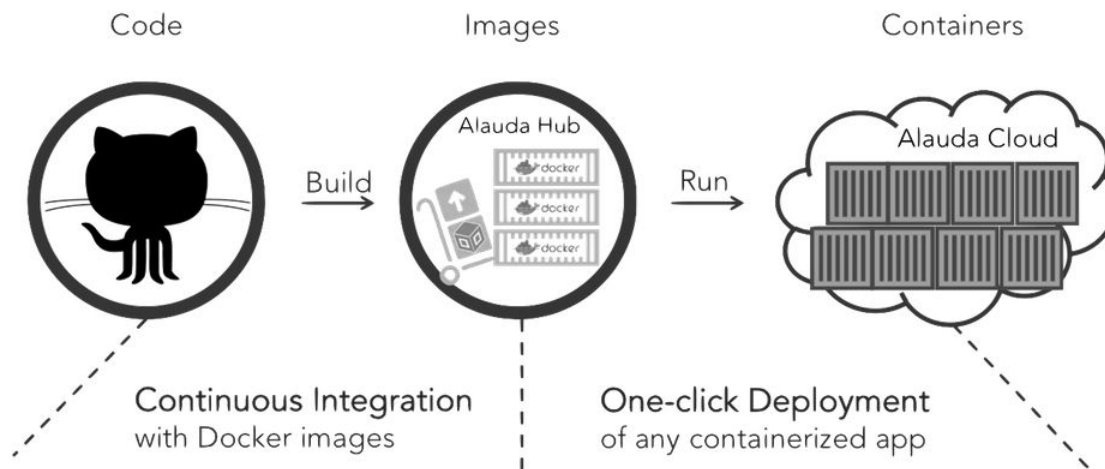 Code
Images
Containers
Alauda Hub
docker
docker
docker
Build
Run
Alauda Cloud
Continuous Integration
with Docker images
One-click Deployment
of any containerized app